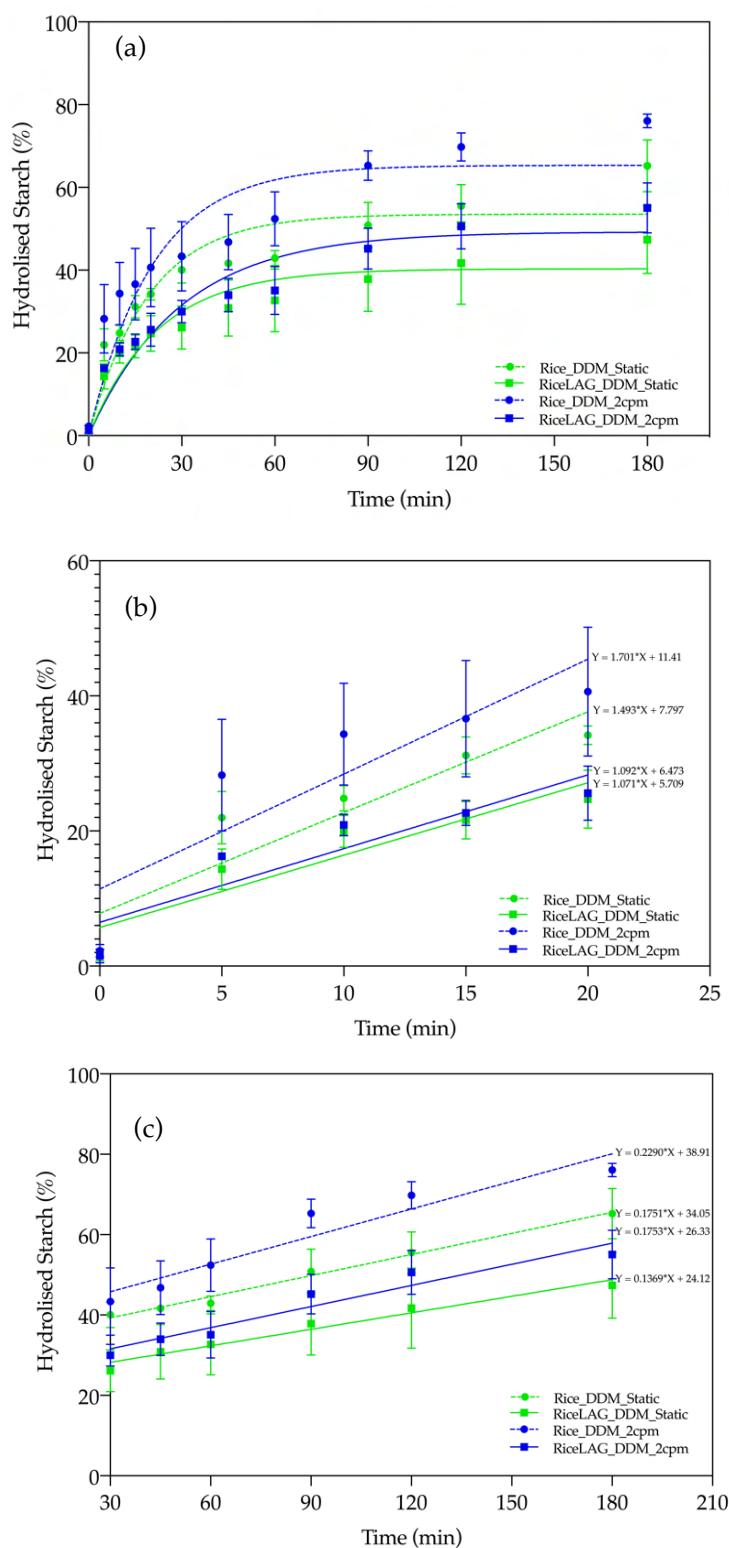 (a)
Hydrolised Starch (%)
100
80
60
40
20
0
Rice_DDM_Static
RiceLAG_DDM_Static
Rice_DDM_2cpm
RiceLAG_DDM_2cpm
0 30 60 90 120 150 180
Time (min)
(b)
Hydrolised Starch (%)
60
40
20
0
Y = 1.701*X + 11.41
Y = 1.493*X + 7.797
Y = 1.092*X + 6.473
Y = 1.071*X + 5.709
Rice_DDM_Static
RiceLAG_DDM_Static
Rice_DDM_2cpm
RiceLAG_DDM_2cpm
0 5 10 15 20 25
Time (min)
(c)
Hydrolised Starch (%)
100
80
60
40
20
0
Y = 0.2290*X + 38.91
Y = 0.1751*X + 34.05
Y = 0.1753*X + 26.33
Y = 0.1369*X + 24.12
Rice_DDM_Static
RiceLAG_DDM_Static
Rice_DDM_2cpm
RiceLAG_DDM_2cpm
30 60 90 120 150 180 210
Time (min)